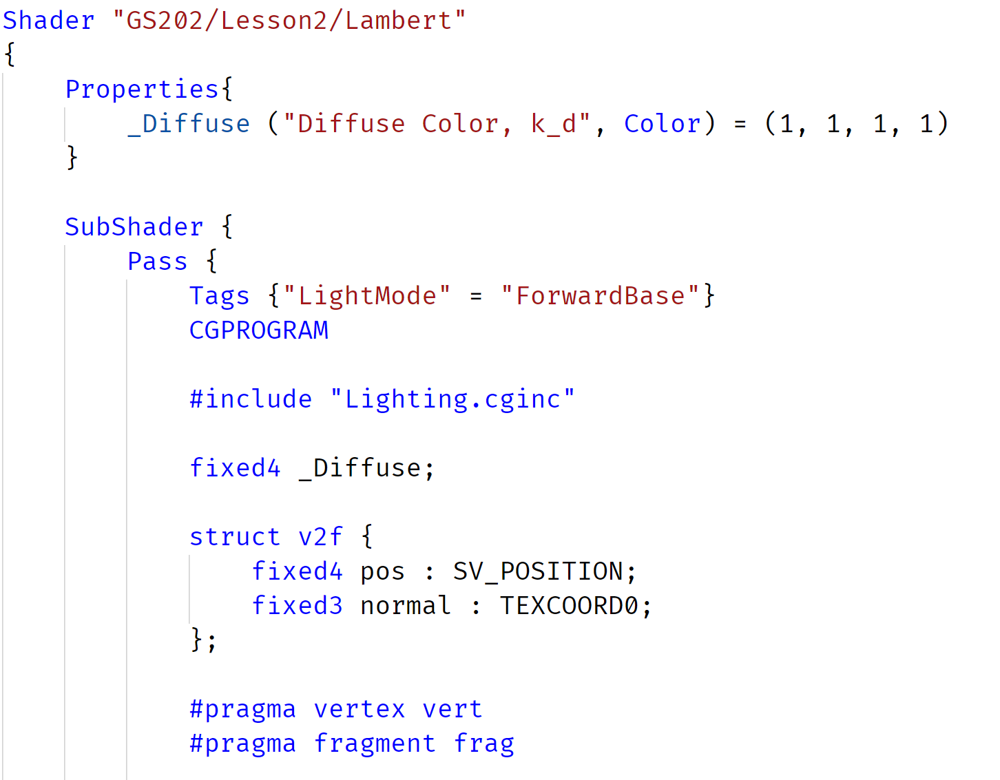 Shader "GS202/Lesson2/Lambert"
{
    Properties{
        _Diffuse ("Diffuse Color, k_d", Color) = (1, 1, 1, 1)
    }
    SubShader {
        Pass {
            Tags {"LightMode" = "ForwardBase"}
            CGPROGRAM
            #include "Lighting.cginc"
            fixed4 _Diffuse;
            struct v2f {
                fixed4 pos : SV_POSITION;
                fixed3 normal : TEXCOORD0;
            };
            #pragma vertex vert
            #pragma fragment frag